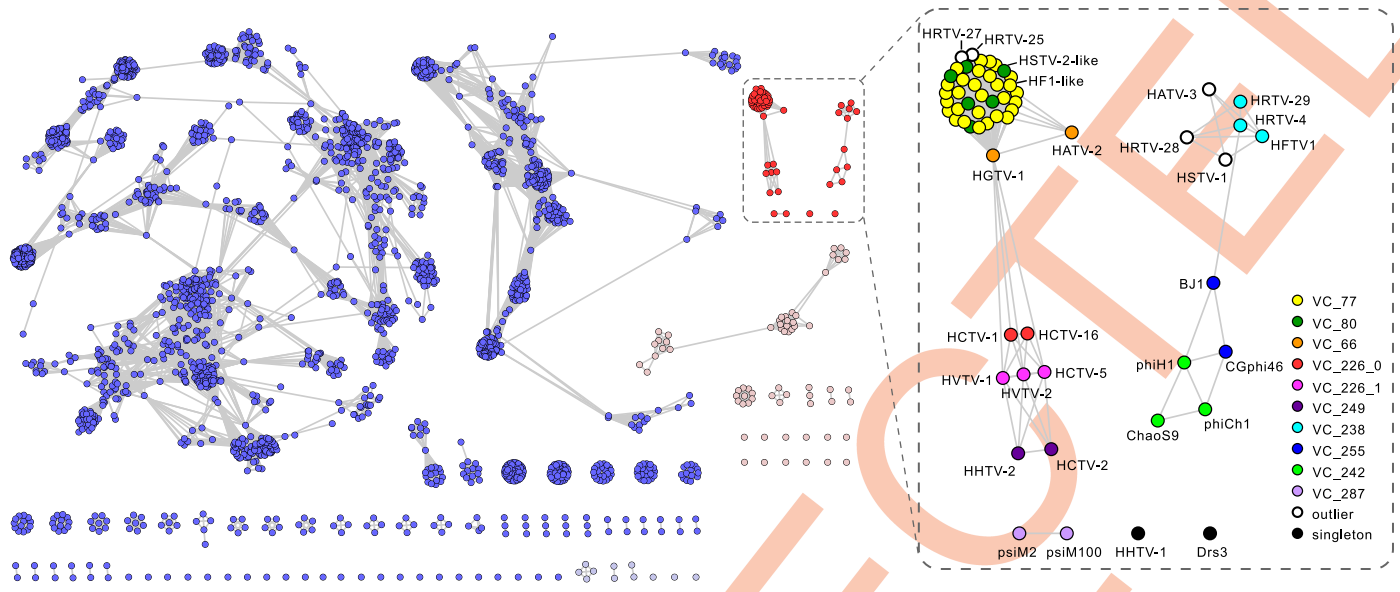 HRTV-27
HRTV-25
HSTV-2-like
HF1-like
HATV-2
HGTV-1
HATV-3
HRTV-29
HRTV-4
HRTV-28
HFTV1
HSTV-1
BJ1
HCTV-1
HCTV-16
HVTV-1
HVTV-2
HCTV-5
phiH1
CGphi46
ChaoS9
phiCh1
HHTV-2
HCTV-2
psiM2
psiM100
HHTV-1
Drs3
VC_77
VC_80
VC_66
VC_226_0
VC_226_1
VC_249
VC_238
VC_255
VC_242
VC_287
outlier
singleton